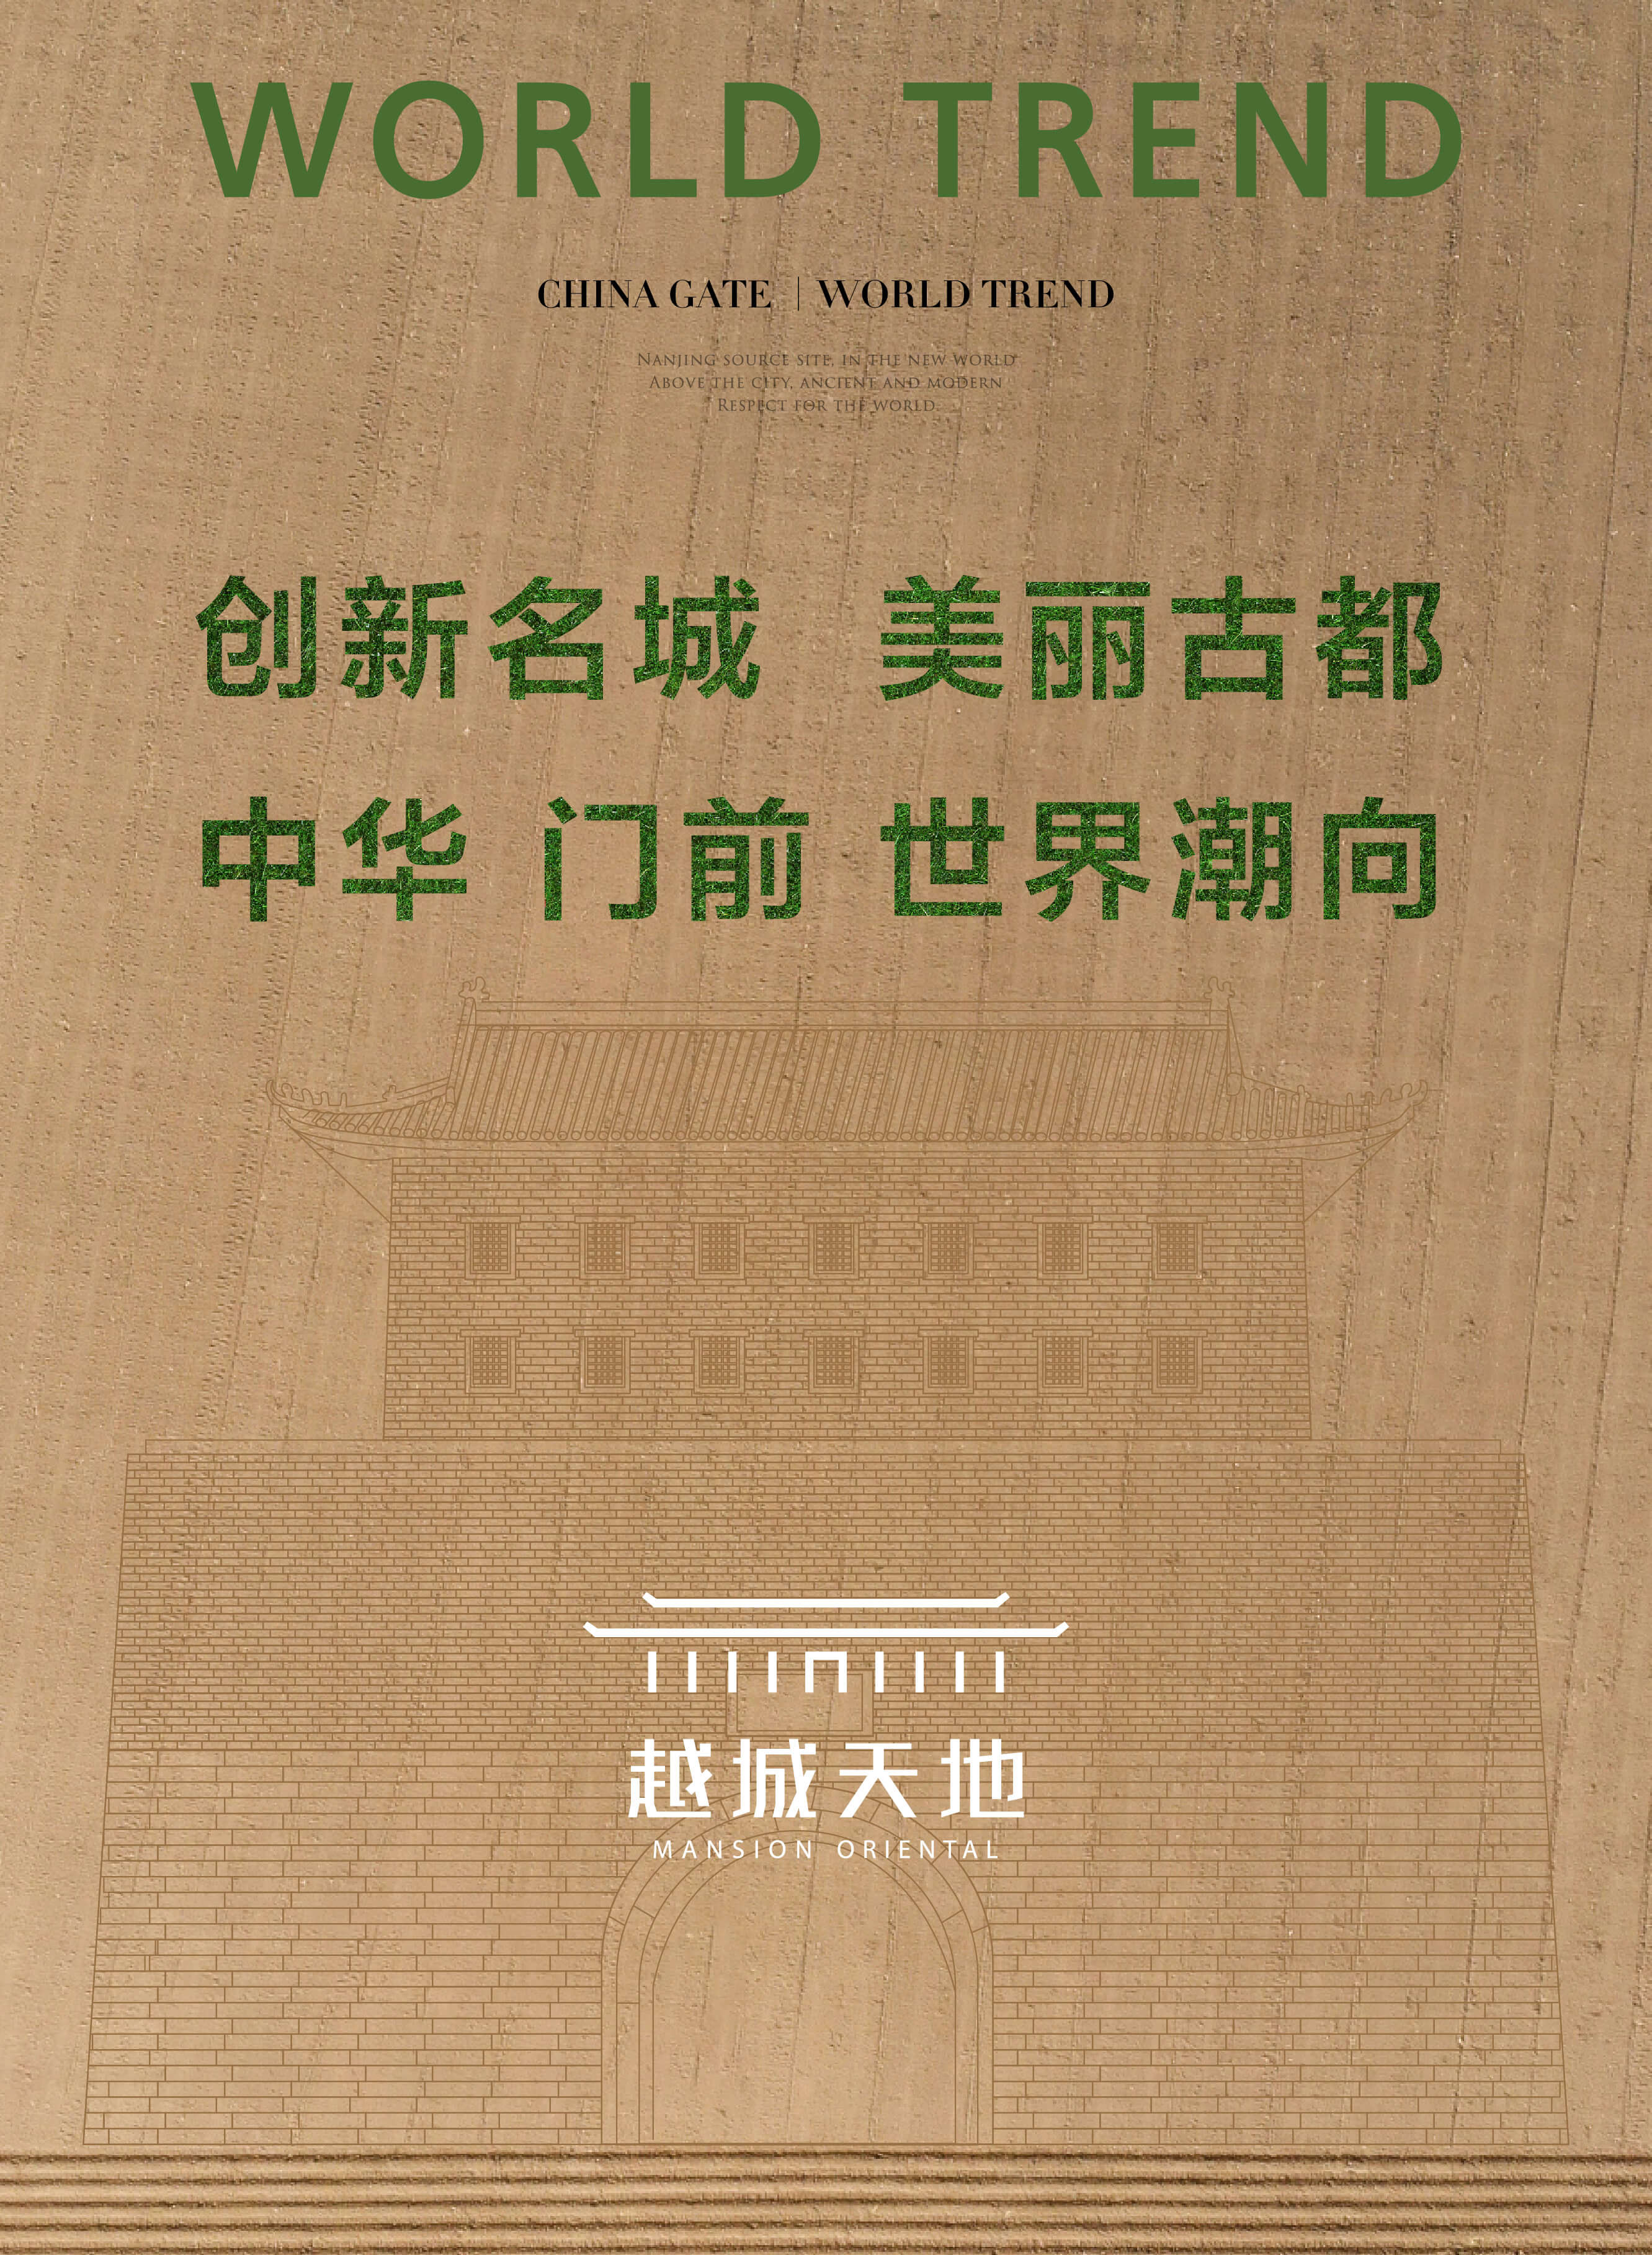 WORLD TREND
CHINA GATE | WORLD TREND
NANJING SOURCE SITE, IN THE NEW WORLD
ABOVE THE CITY, ANCIENT AND MODERN
RESPECT FOR THE WORLD.
创新名城 美丽古都
中华 门前 世界潮向
越城天地
MANSION ORIENTAL